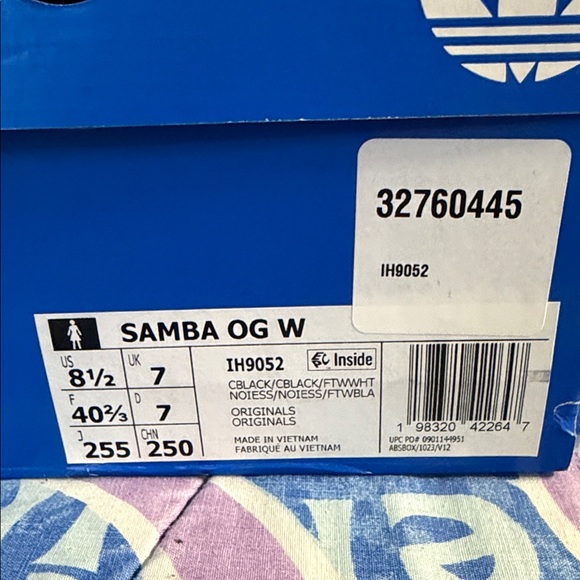 32760445
IH9052
SAMBA OG W
US 8½ UK 7
F 40⅔ D 7
J 255 CHN 250
IH9052 Inside
CBLACK/CBLACK/FTWWHT
NOIESS/NOIESS/FTWBLA
ORIGINALS
ORIGINALS
MADE IN VIETNAM
FABRIQUÉ AU VIETNAM
1 98320 42264 7
UPC PO# 0901144951
ABSBOX/1023/V12